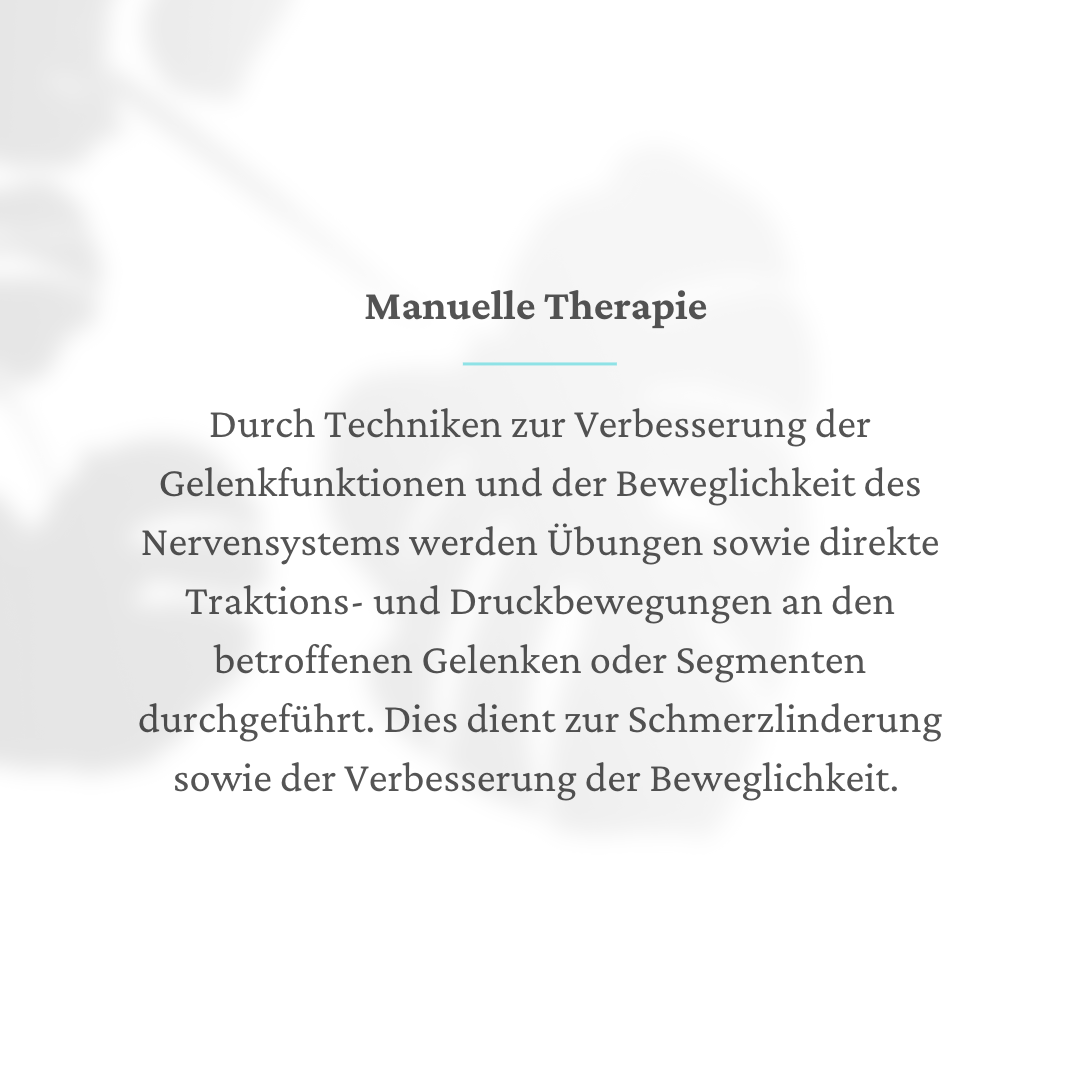 Manuelle Therapie
Durch Techniken zur Verbesserung der
Gelenkfunktionen und der Beweglichkeit des
Nervensystems werden Übungen sowie direkte
Traktions- und Druckbewegungen an den
betroffenen Gelenken oder Segmenten
durchgeführt. Dies dient zur Schmerzlinderung
sowie der Verbesserung der Beweglichkeit.